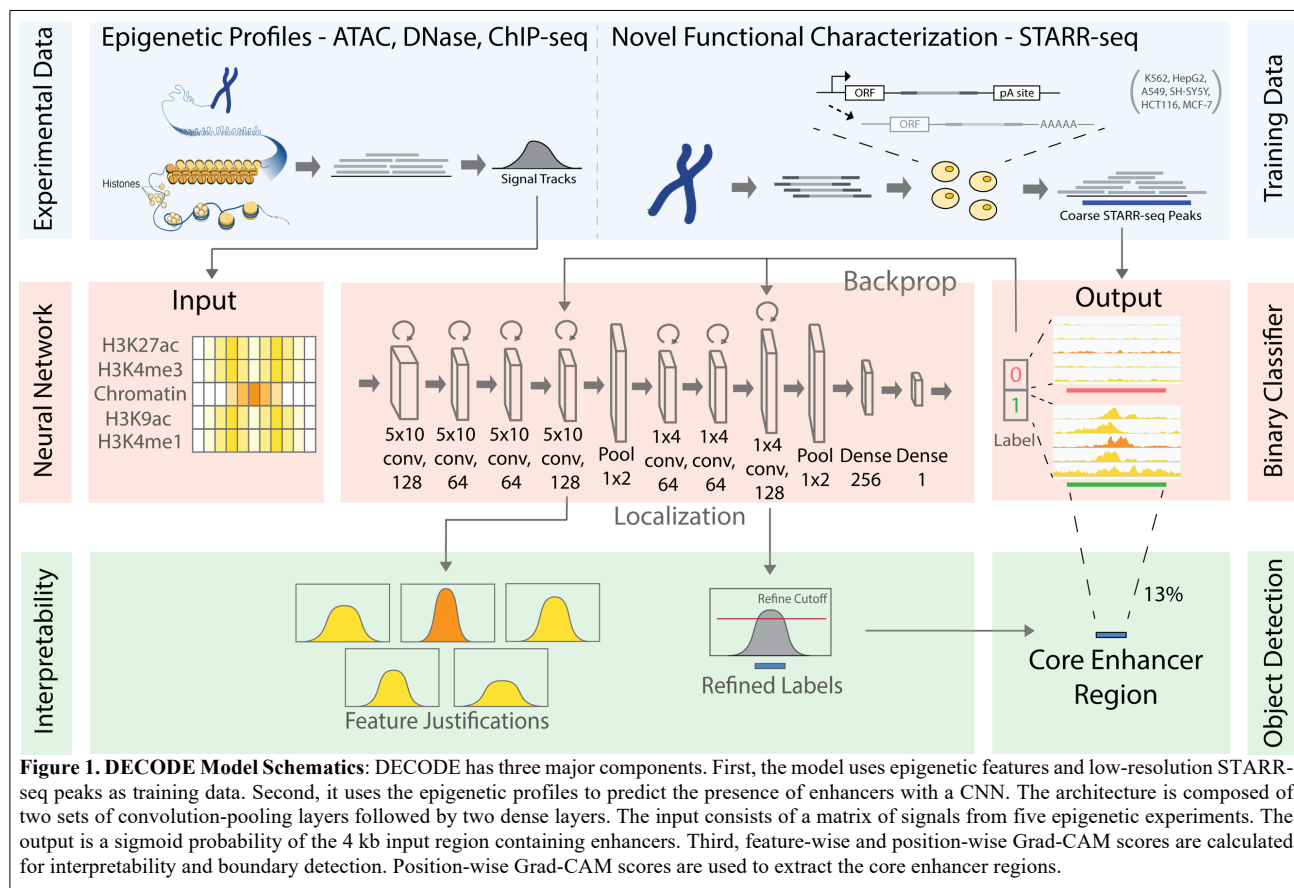 Experimental Data
Epigenetic Profiles - ATAC, DNase, ChIP-seq
Histones
Signal Tracks
Novel Functional Characterization - STARR-seq
ORF
pA site
ORF
AAAAA
K562, HepG2,
A549, SH-SY5Y,
HCT116, MCF-7
Coarse STARR-seq Peaks
Training Data
Neural Network
Input
H3K27ac
H3K4me3
Chromatin
H3K9ac
H3K4me1
Backprop
5x10
conv,
128
5x10
conv,
64
5x10
conv,
64
5x10
conv,
128
Pool
1x2
1x4
conv,
64
1x4
conv,
64
1x4
conv,
128
Pool
1x2
Dense
256
Dense
1
Localization
Output
0
1
Label
Binary Classifier
Interpretability
Feature Justifications
Refine Cutoff
Refined Labels
13%
Core Enhancer
Region
Object Detection
Figure 1. DECODE Model Schematics: DECODE has three major components. First, the model uses epigenetic features and low-resolution STARR-
seq peaks as training data. Second, it uses the epigenetic profiles to predict the presence of enhancers with a CNN. The architecture is composed of
two sets of convolution-pooling layers followed by two dense layers. The input consists of a matrix of signals from five epigenetic experiments. The
output is a sigmoid probability of the 4 kb input region containing enhancers. Third, feature-wise and position-wise Grad-CAM scores are calculated
for interpretability and boundary detection. Position-wise Grad-CAM scores are used to extract the core enhancer regions.